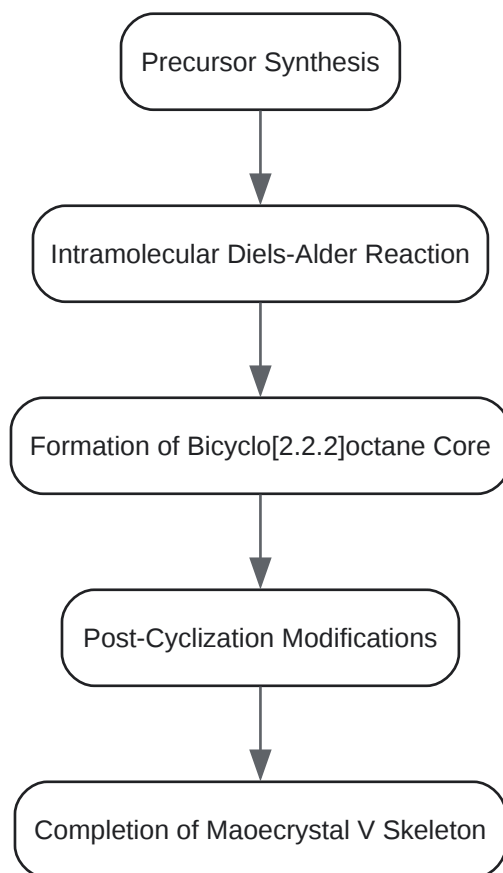 Precursor Synthesis
Intramolecular Diels-Alder Reaction
Formation of Bicyclo[2.2.2]octane Core
Post-Cyclization Modifications
Completion of Maoecrystal V Skeleton